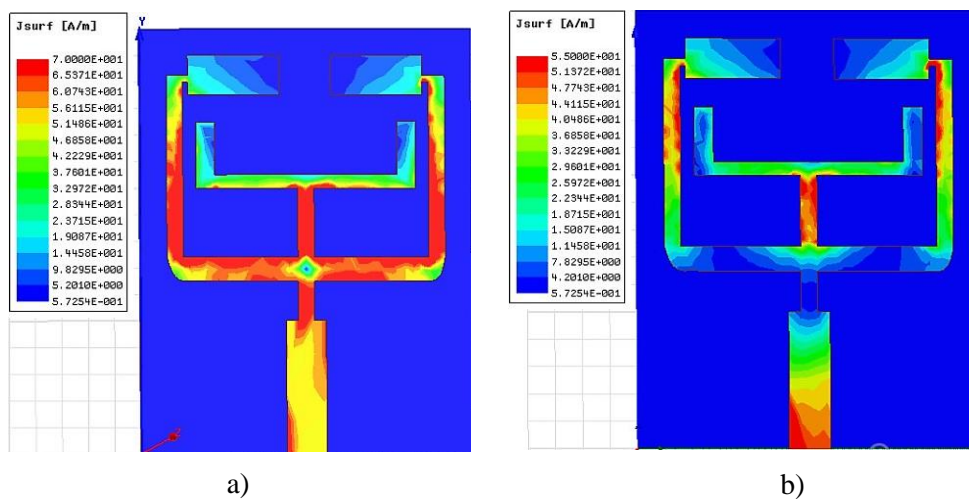 Jsurf [A/m]
7.0000E+001
6.5371E+001
6.0743E+001
5.6115E+001
5.1486E+001
4.6858E+001
4.2229E+001
3.7601E+001
3.2972E+001
2.8344E+001
2.3715E+001
1.9087E+001
1.4458E+001
9.8295E+000
5.2010E+000
5.7254E-001
Y
Jsurf [A/m]
5.5000E+001
5.1372E+001
4.7743E+001
4.4115E+001
4.0486E+001
3.6858E+001
3.3229E+001
2.9601E+001
2.5972E+001
2.2344E+001
1.8715E+001
1.5087E+001
1.1458E+001
7.8295E+000
4.2010E+000
5.7254E-001
a)
b)